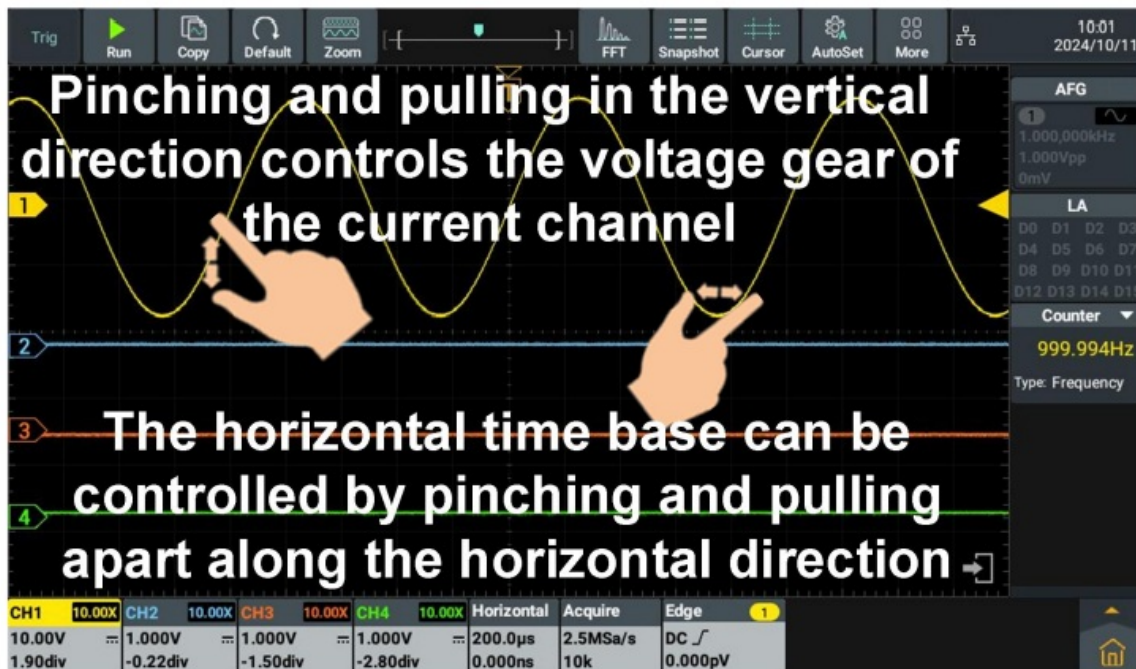 Trig
Run
Copy
Default
Zoom
FFT
Snapshot
Cursor
AutoSet
More
10:01
2024/10/11
Pinching and pulling in the vertical
direction controls the voltage gear of
the current channel
AFG
1
1.000,000kHz
1.000Vpp
0mV
LA
D0 D1 D2 D3
D4 D5 D6 D7
D8 D9 D10 D11
D12 D13 D14 D15
Counter
999.994Hz
Type: Frequency
1
2
3
4
The horizontal time base can be
controlled by pinching and pulling
apart along the horizontal direction
CH1 10.00X CH2 10.00X CH3 10.00X CH4 10.00X Horizontal Acquire Edge 1
10.00V 1.000V 1.000V 1.000V 200.0µs 2.5MSa/s DC
1.90div -0.22div -1.50div -2.80div 0.000ns 10k 0.000pV